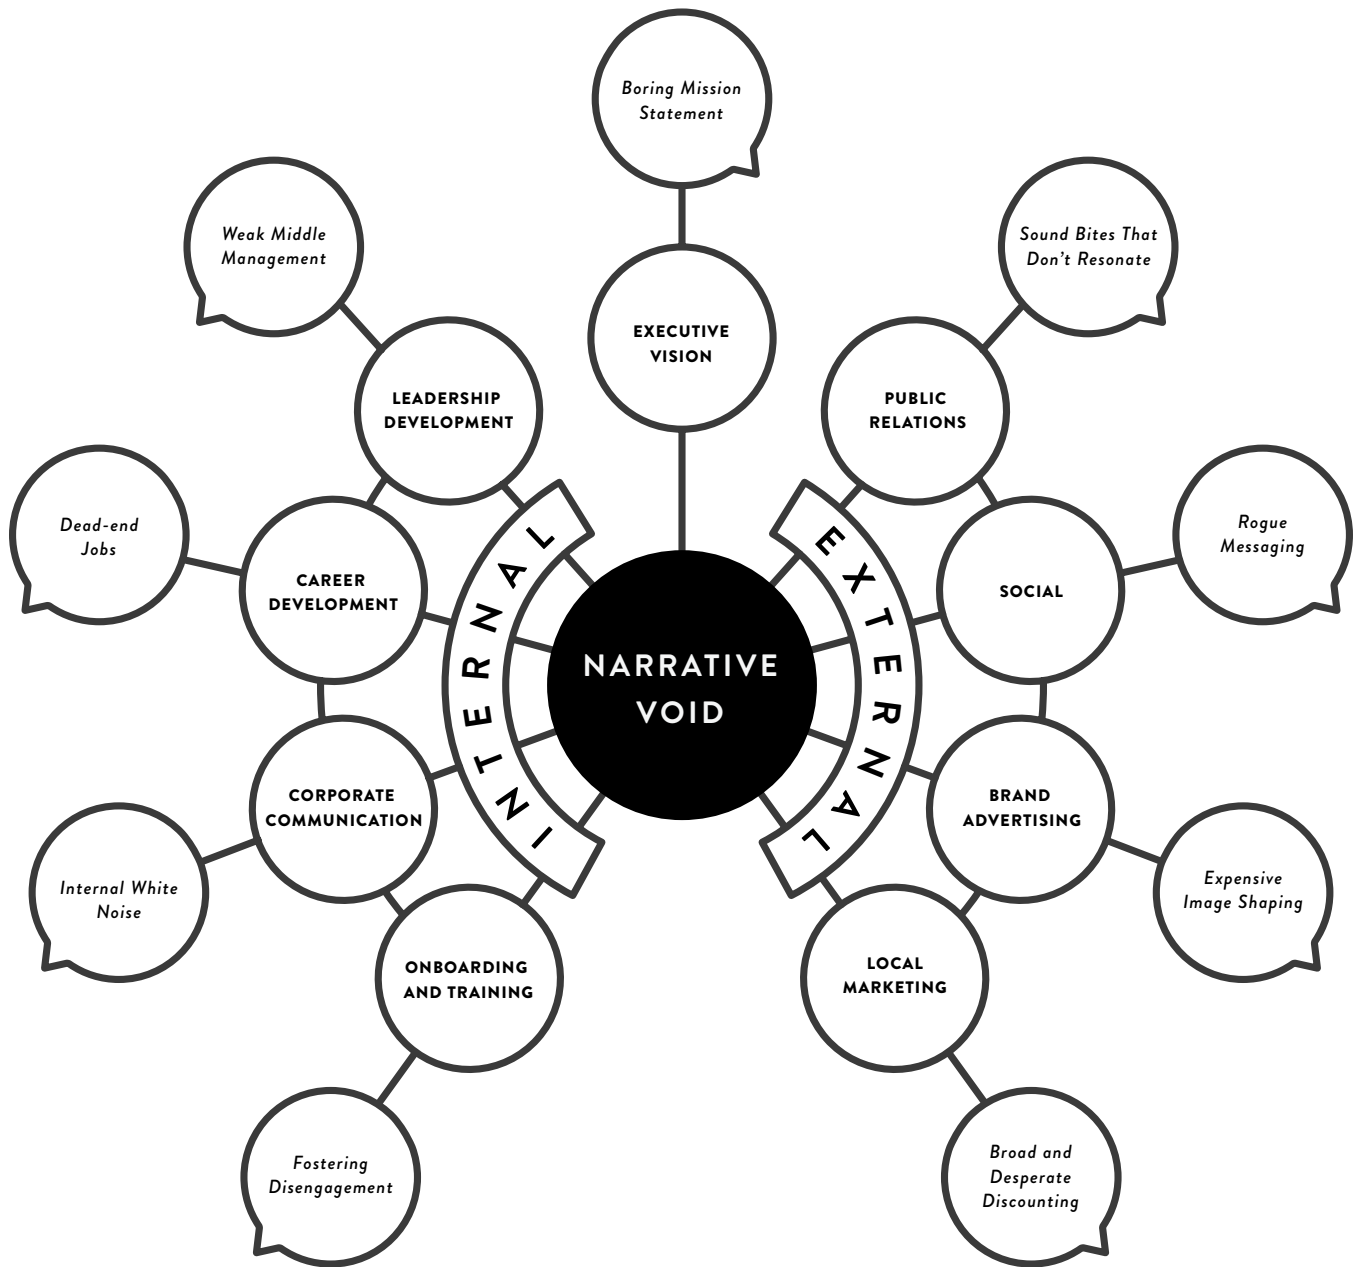 Boring Mission
Statement
EXECUTIVE
VISION
NARRATIVE
VOID
INTERNAL
Weak Middle
Management
LEADERSHIP
DEVELOPMENT
Dead-end
Jobs
CAREER
DEVELOPMENT
Internal White
Noise
CORPORATE
COMMUNICATION
Fostering
Disengagement
ONBOARDING
AND TRAINING
EXTERNAL
Sound Bites That
Don’t Resonate
PUBLIC
RELATIONS
Rogue
Messaging
SOCIAL
Expensive
Image Shaping
BRAND
ADVERTISING
Broad and
Desperate
Discounting
LOCAL
MARKETING